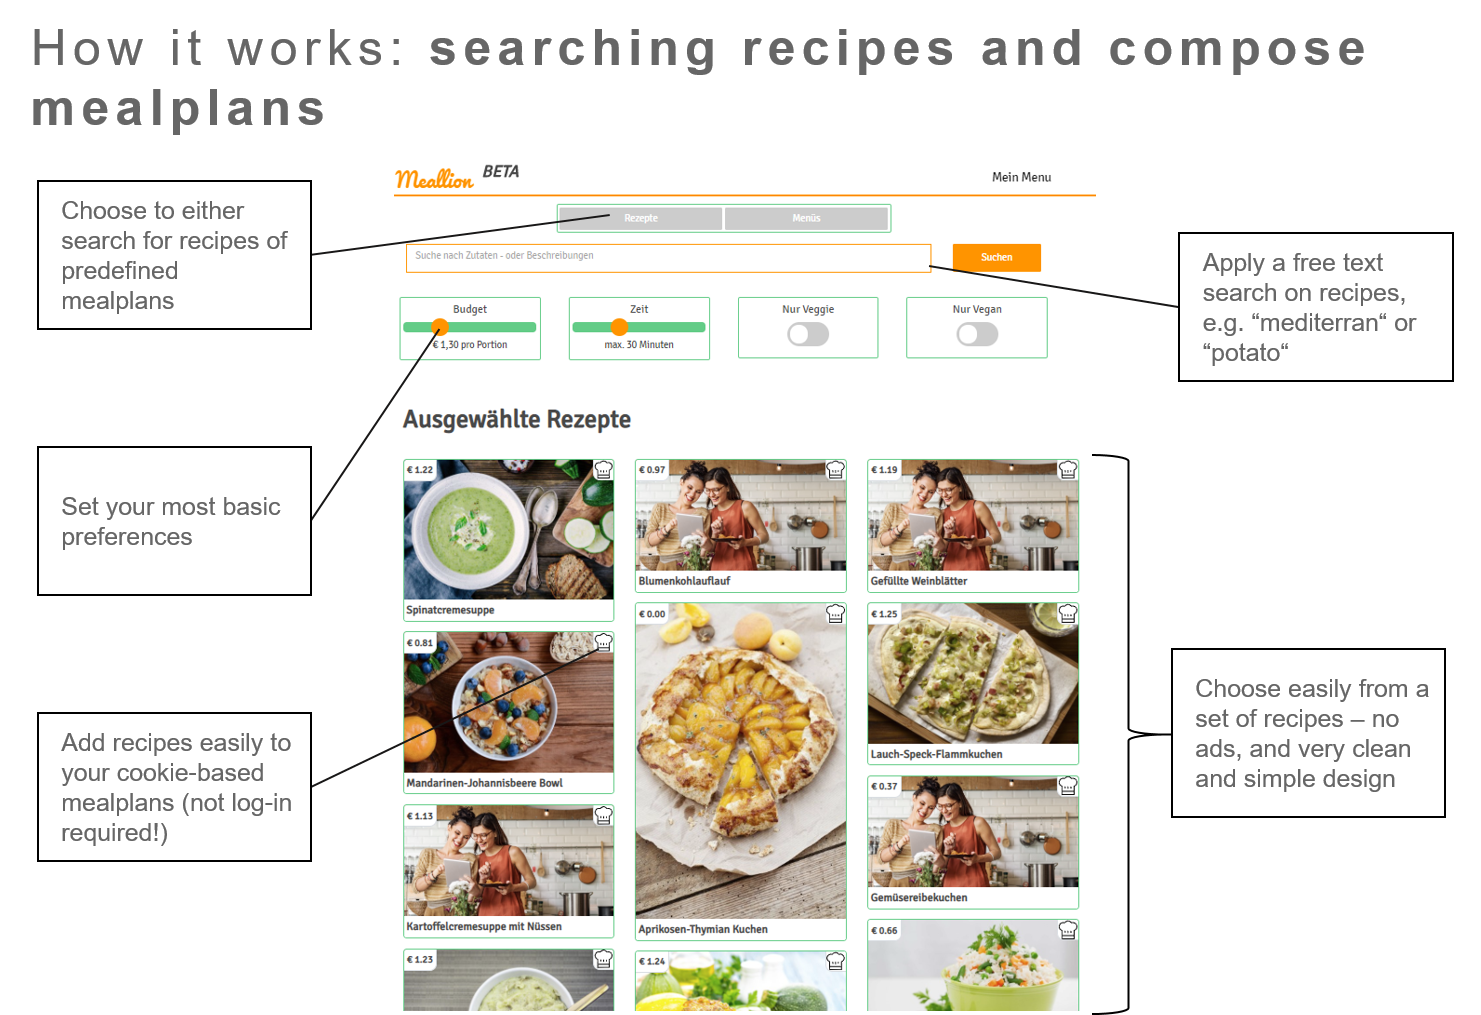 How it works: searching recipes and compose
mealplans
Choose to either
search for recipes of
predefined
mealplans
Set your most basic
preferences
Add recipes easily to
your cookie-based
mealplans (not log-in
required!)
Meallion BETA
Mein Menu
Rezepte Menüs
Suche nach Zutaten - oder Beschreibungen
Suchen
Budget
€ 1,30 pro Portion
Zeit
max. 30 Minuten
Nur Veggie
Nur Vegan
Ausgewählte Rezepte
€ 1.22
Spinatcremesuppe
€ 0.81
Mandarinen-Johannisbeere Bowl
€ 1.13
Kartoffelcremesuppe mit Nüssen
€ 1.23
€ 0.97
Blumenkohlauflauf
€ 0.00
Aprikosen-Thymian Kuchen
€ 1.24
€ 1.19
Gefüllte Weinblätter
€ 1.25
Lauch-Speck-Flammkuchen
€ 0.37
Gemüsereibekuchen
€ 0.66
Apply a free text
search on recipes,
e.g. “mediterran“ or
“potato“
Choose easily from a
set of recipes – no
ads, and very clean
and simple design